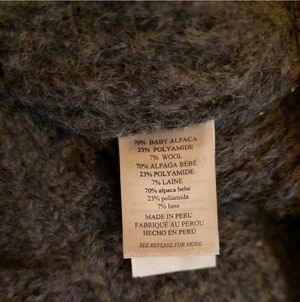 70% BABY ALPACA
23% POLYAMIDE
7% WOOL
70% ALPAGA BÉBÉ
23% POLYAMIDE
7% LAINE
70% alpaca bebé
23% poliamida
7% lana
MADE IN PERU
FABRIQUÉ AU PÉROU
HECHO EN PERÚ
SEE REVERSE FOR MORE